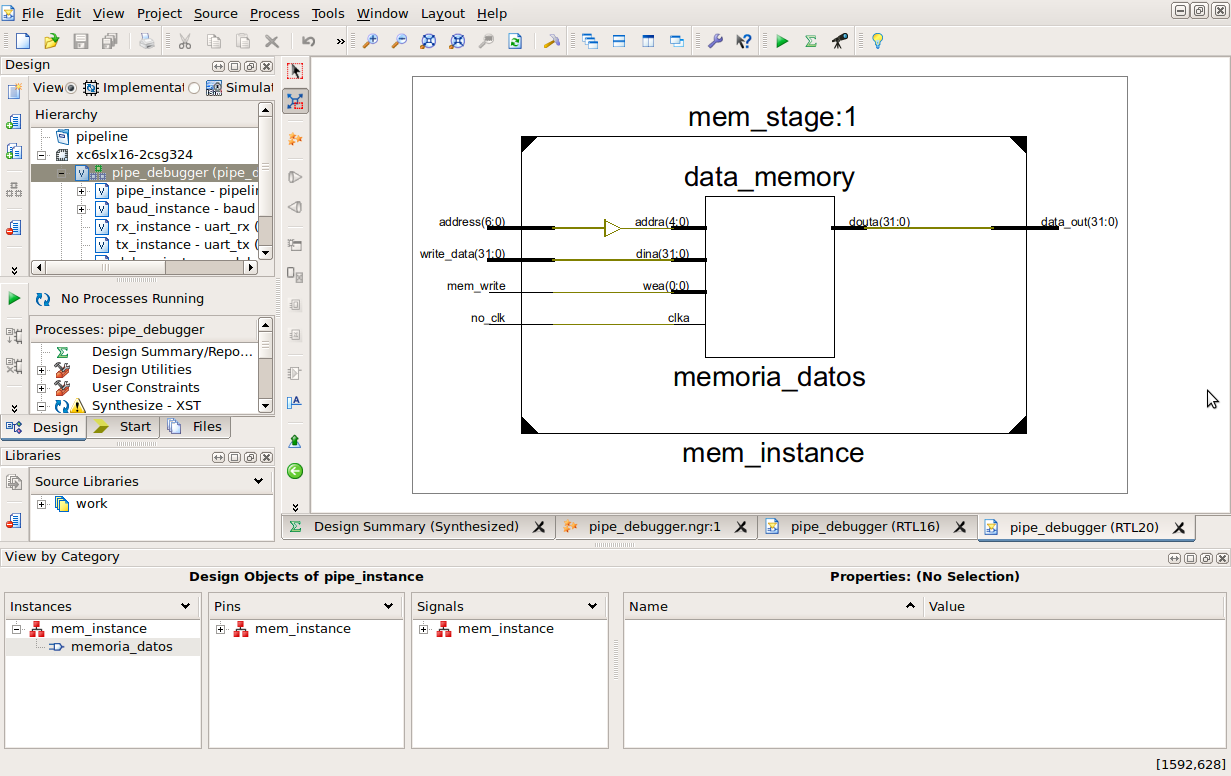 File Edit View Project Source Process Tools Window Layout Help
Design
View Implementat Simulat
Hierarchy
pipeline
xc6slx16-2csg324
pipe_debugger (pipe_d
pipe_instance - pipelin
baud_instance - baud
rx_instance - uart_rx (
tx_instance - uart_tx (
No Processes Running
Processes: pipe_debugger
Design Summary/Repo...
Design Utilities
User Constraints
Synthesize - XST
Design Start Files
Libraries
Source Libraries
work
mem_stage:1
data_memory
address(6:0) addra(4:0) douta(31:0) data_out(31:0)
write_data(31:0) dina(31:0)
mem_write wea(0:0)
no_clk clka
memoria_datos
mem_instance
Design Summary (Synthesized) pipe_debugger.ngr:1 pipe_debugger (RTL16) pipe_debugger (RTL20)
View by Category
Design Objects of pipe_instance Properties: (No Selection)
Instances Pins Signals Name Value
mem_instance mem_instance mem_instance
memoria_datos
[1592,628]